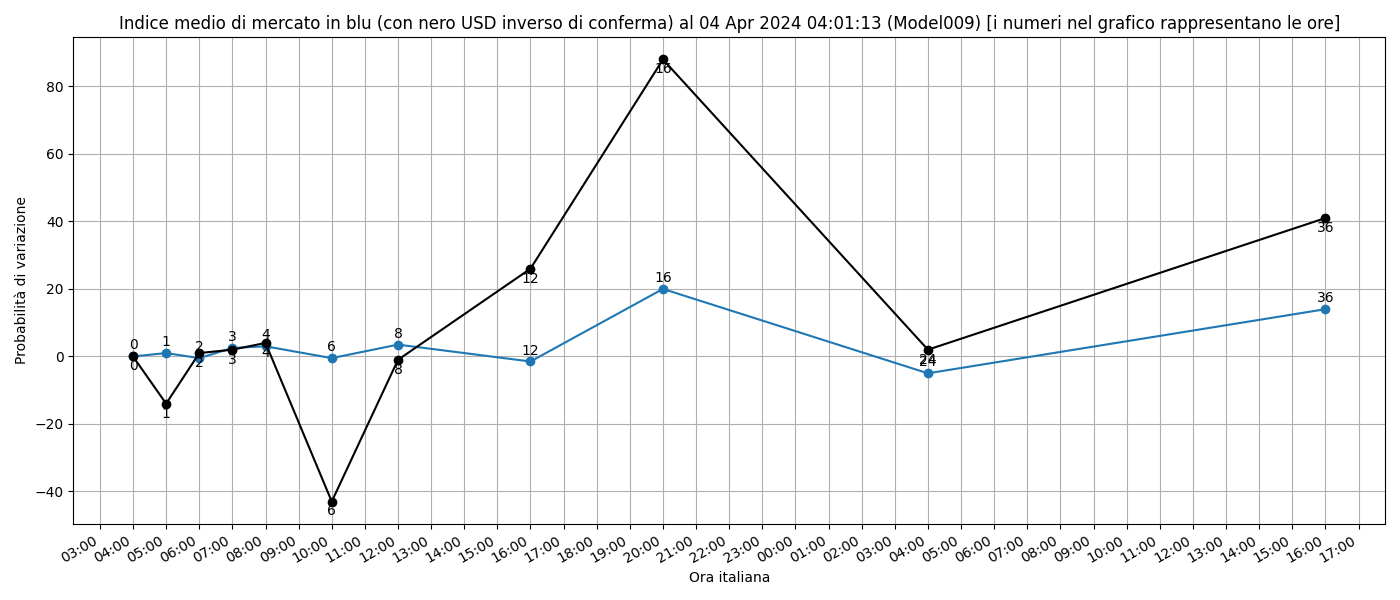 Indice medio di mercato in blu (con nero USD inverso di conferma) al 04 Apr 2024 04:01:13 (Model009) [i numeri nel grafico rappresentano le ore]
Probabilità di variazione
80
60
40
20
0
−20
−40
0 1 2 3 4 6 8 12 16 24 36
0 1 2 3 4 6 8 12 16 24 36
03:00 04:00 05:00 06:00 07:00 08:00 09:00 10:00 11:00 12:00 13:00 14:00 15:00 16:00 17:00 18:00 19:00 20:00 21:00 22:00 23:00 00:00 01:00 02:00 03:00 04:00 05:00 06:00 07:00 08:00 09:00 10:00 11:00 12:00 13:00 14:00 15:00 16:00 17:00
Ora italiana